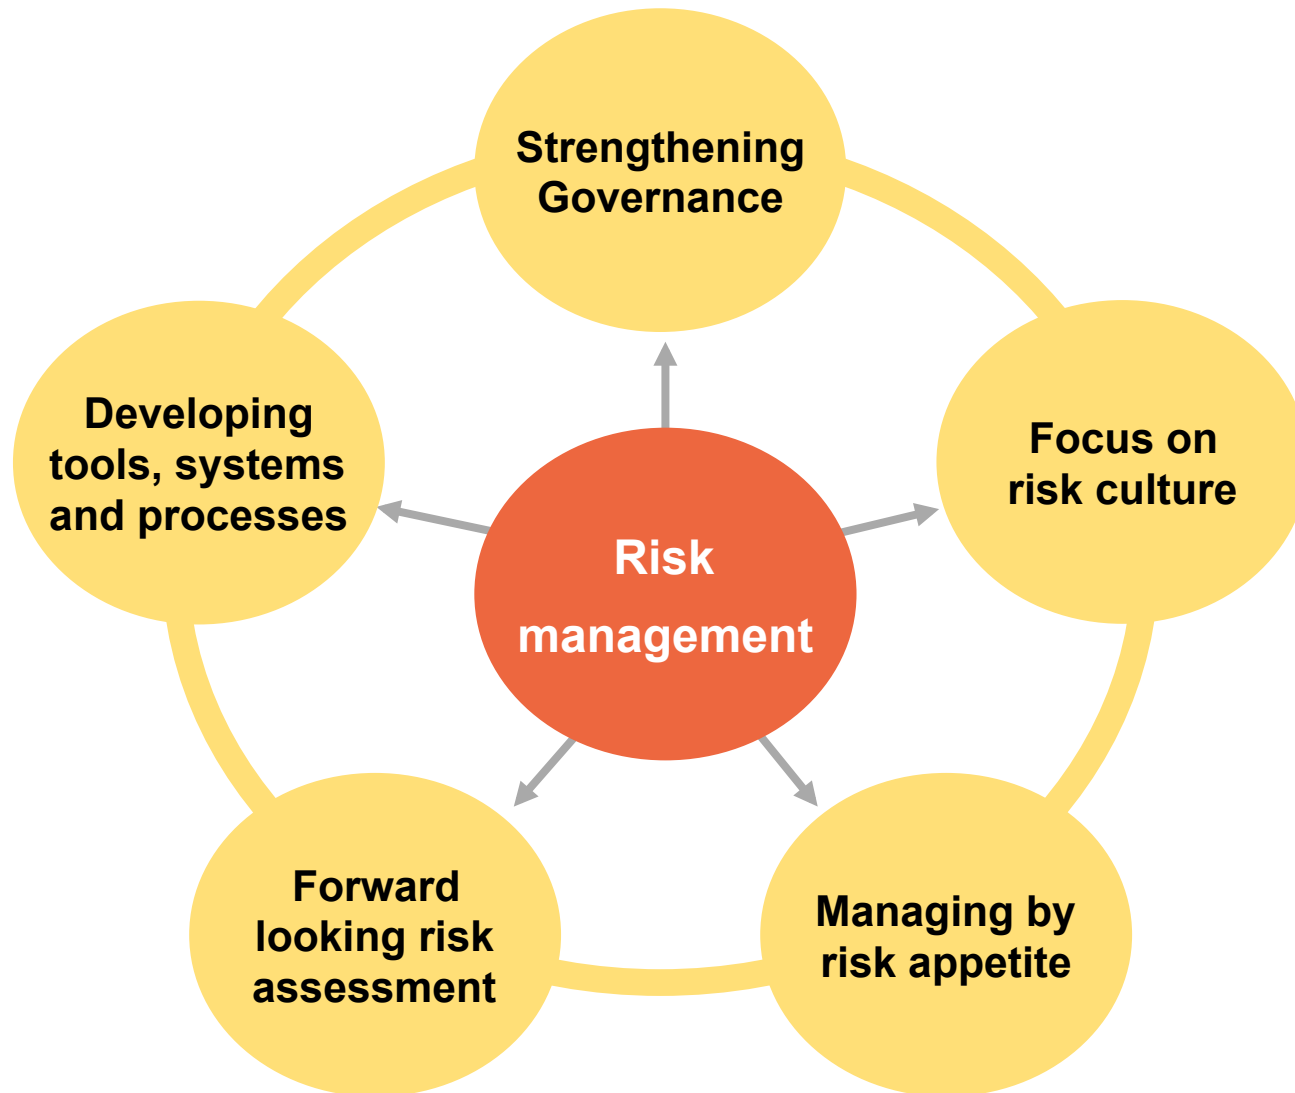 Strengthening
Governance
Focus on
risk culture
Managing by
risk appetite
Forward
looking risk
assessment
Developing
tools, systems
and processes
Risk
management